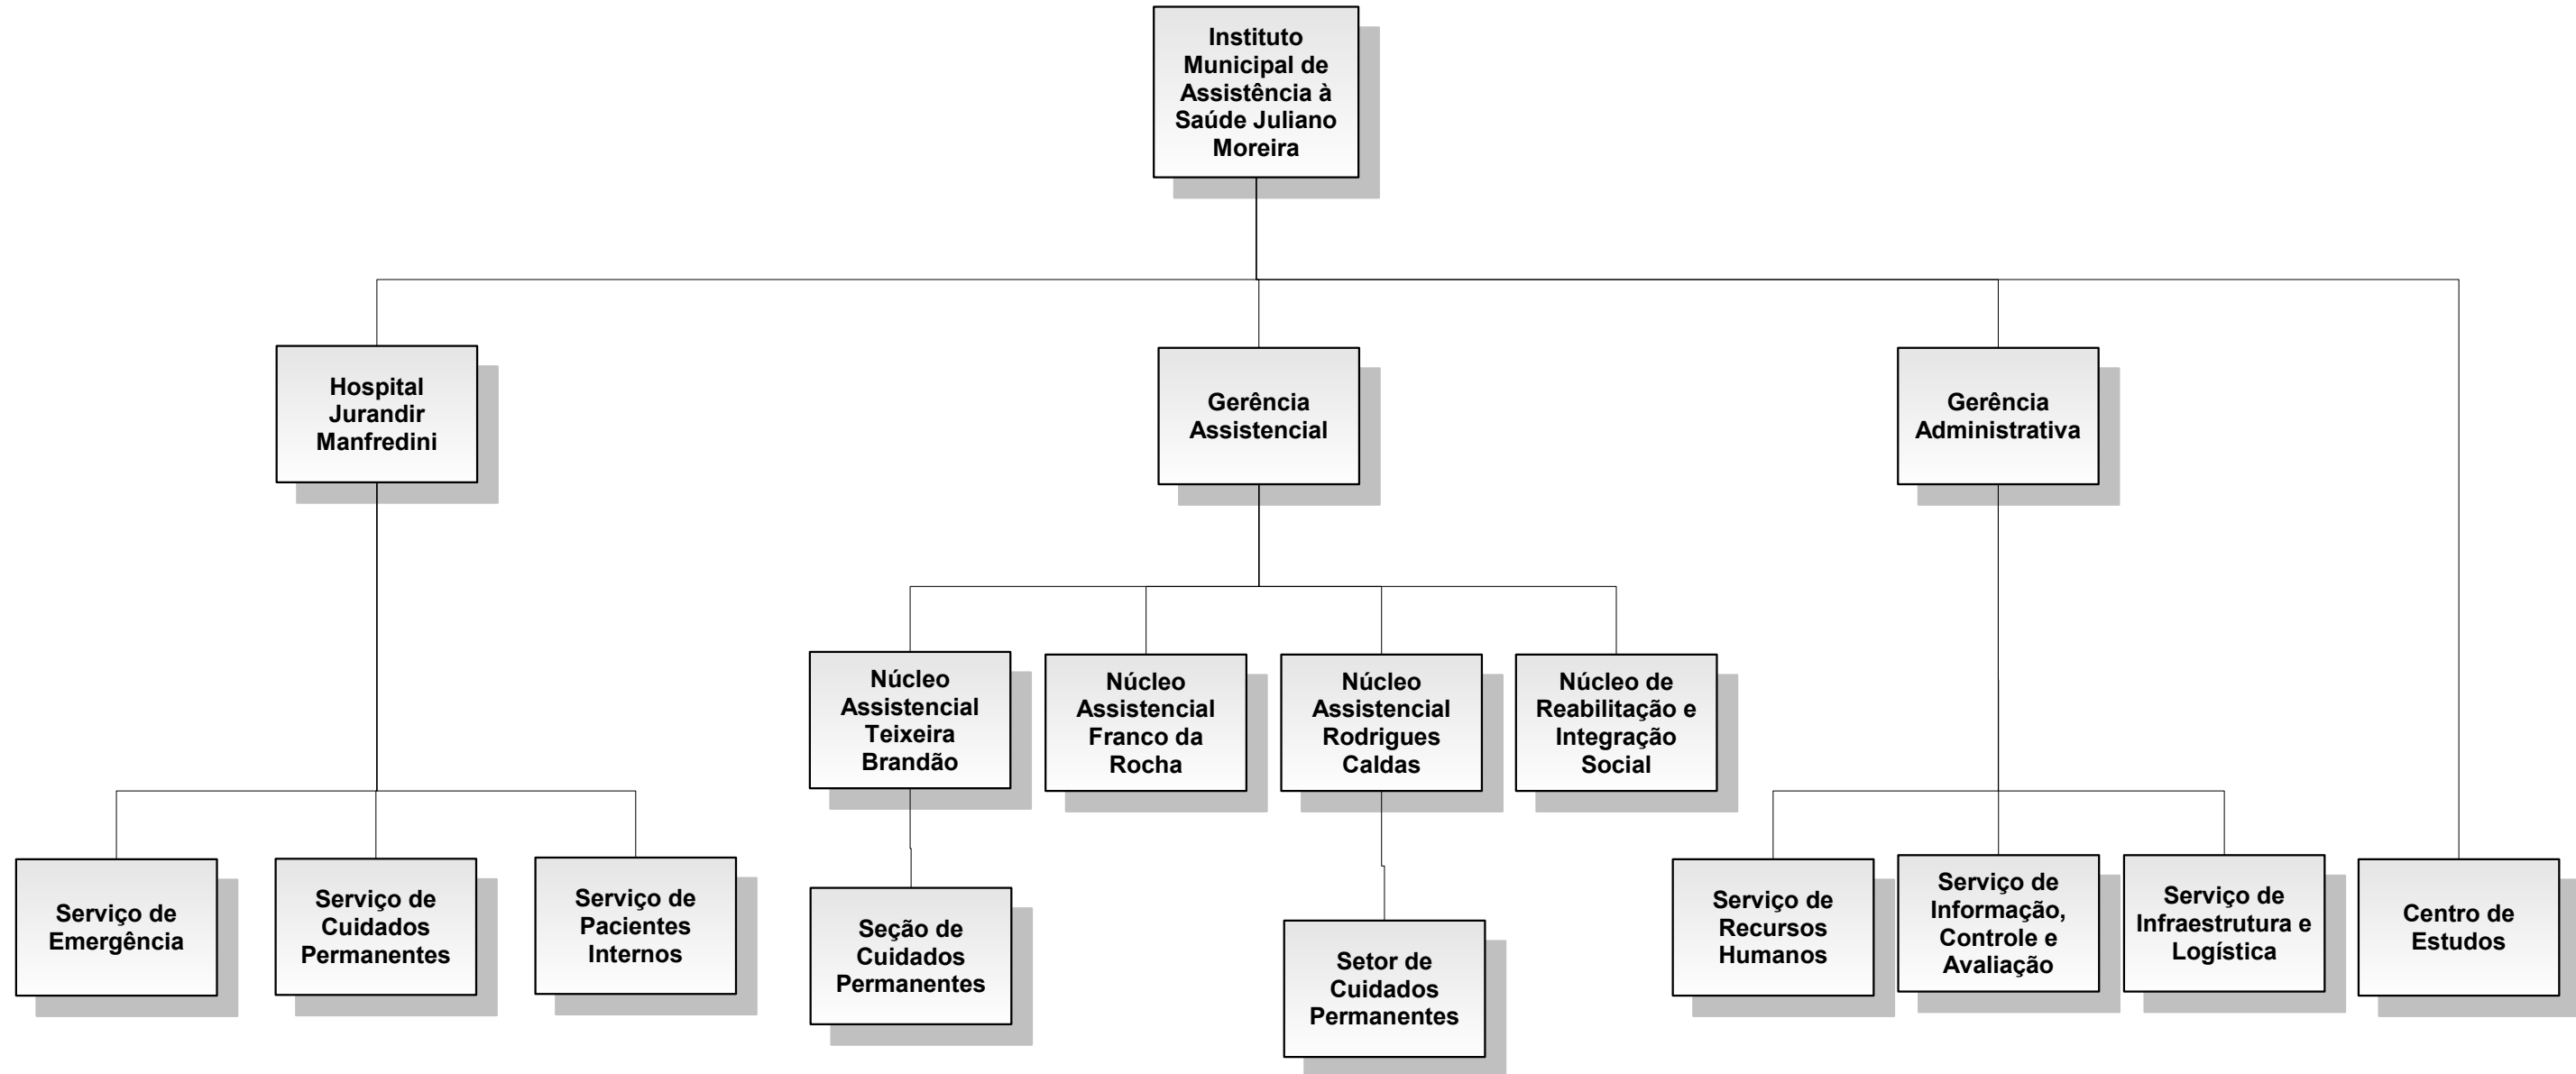 Instituto
Municipal de
Assistência à
Saúde Juliano
Moreira
Hospital
Jurandir
Manfredini
Gerência
Assistencial
Gerência
Administrativa
Núcleo
Assistencial
Teixeira
Brandão
Núcleo
Assistencial
Franco da
Rocha
Núcleo
Assistencial
Rodrigues
Caldas
Núcleo de
Reabilitação e
Integração
Social
Serviço de
Emergência
Serviço de
Cuidados
Permanentes
Serviço de
Pacientes
Internos
Seção de
Cuidados
Permanentes
Setor de
Cuidados
Permanentes
Serviço de
Recursos
Humanos
Serviço de
Informação,
Controle e
Avaliação
Serviço de
Infraestrutura e
Logística
Centro de
Estudos